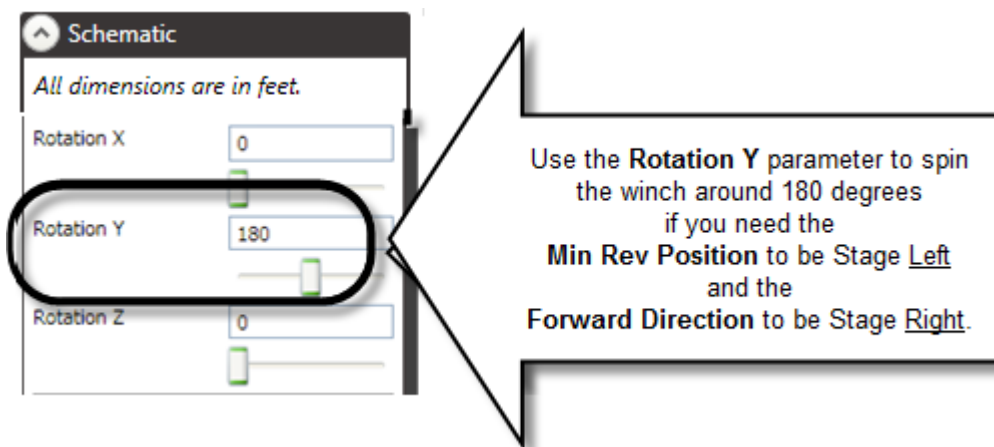 Schematic
All dimensions are in feet.
Rotation X
0
Rotation Y
180
Rotation Z
0
Use the Rotation Y parameter to spin
the winch around 180 degrees
if you need the
Min Rev Position to be Stage Left
and the
Forward Direction to be Stage Right.